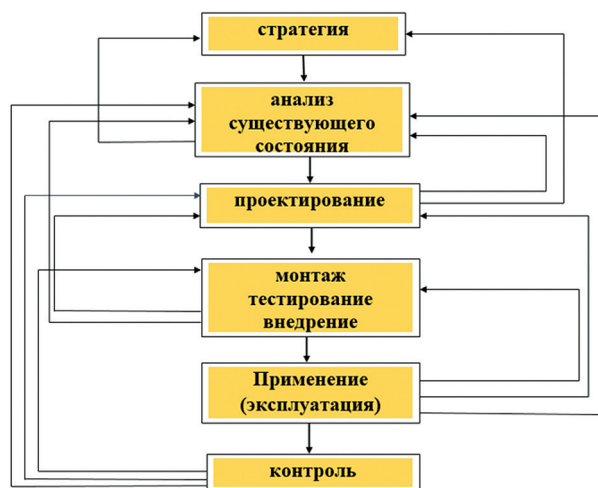 стратегия
анализ
существующего
состояния
проектирование
монтаж
тестирование
внедрение
Применение
(эксплуатация)
контроль